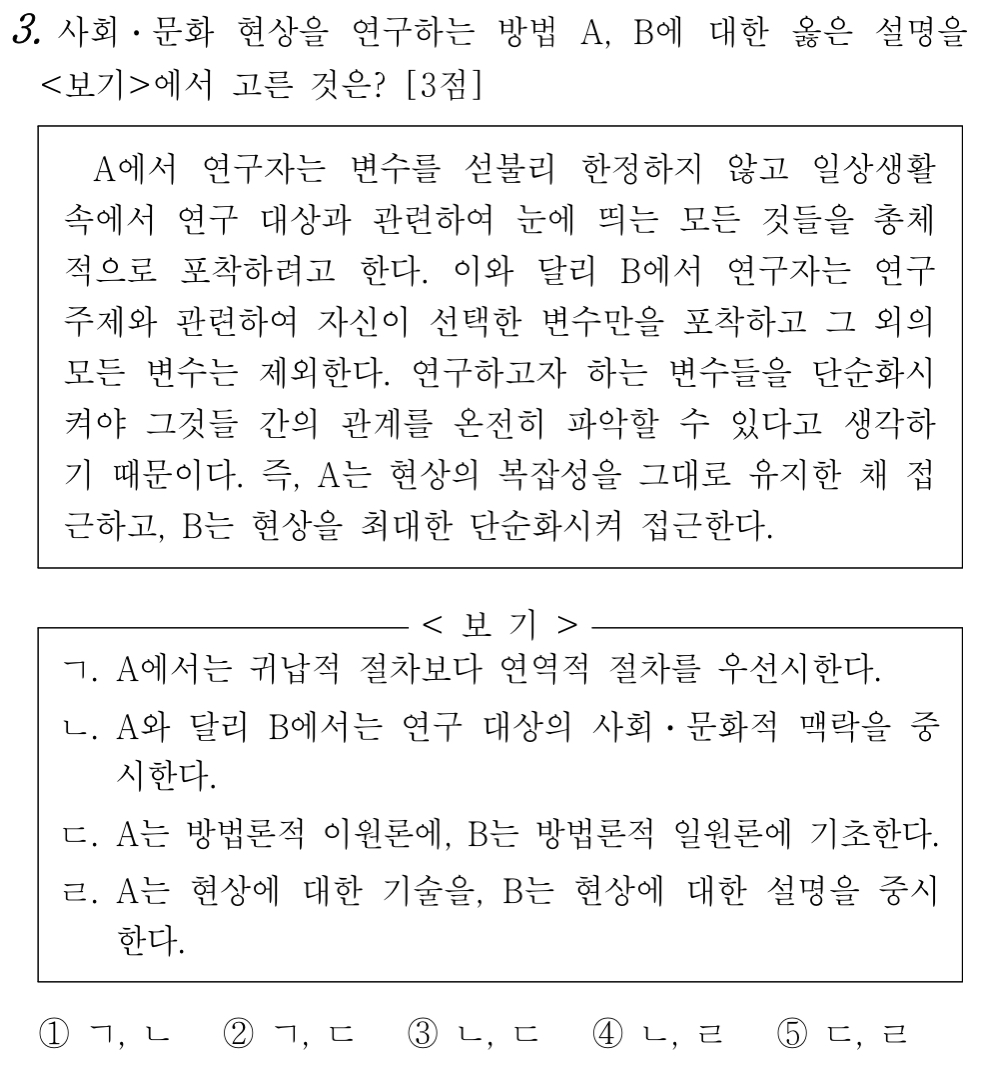 3. 사회·문화 현상을 연구하는 방법 A, B에 대한 옳은 설명을
<보기>에서 고른 것은? [3점]
A에서 연구자는 변수를 섣불리 한정하지 않고 일상생활
속에서 연구 대상과 관련하여 눈에 띄는 모든 것들을 총체
적으로 포착하려고 한다. 이와 달리 B에서 연구자는 연구
주제와 관련하여 자신이 선택한 변수만을 포착하고 그 외의
모든 변수는 제외한다. 연구하고자 하는 변수들을 단순화시
켜야 그것들 간의 관계를 온전히 파악할 수 있다고 생각하
기 때문이다. 즉, A는 현상의 복잡성을 그대로 유지한 채 접
근하고, B는 현상을 최대한 단순화시켜 접근한다.
< 보 기 >
ㄱ. A에서는 귀납적 절차보다 연역적 절차를 우선시한다.
ㄴ. A와 달리 B에서는 연구 대상의 사회·문화적 맥락을 중
시한다.
ㄷ. A는 방법론적 이원론에, B는 방법론적 일원론에 기초한다.
ㄹ. A는 현상에 대한 기술을, B는 현상에 대한 설명을 중시
한다.
① ㄱ, ㄴ ② ㄱ, ㄷ ③ ㄴ, ㄷ ④ ㄴ, ㄹ ⑤ ㄷ, ㄹ